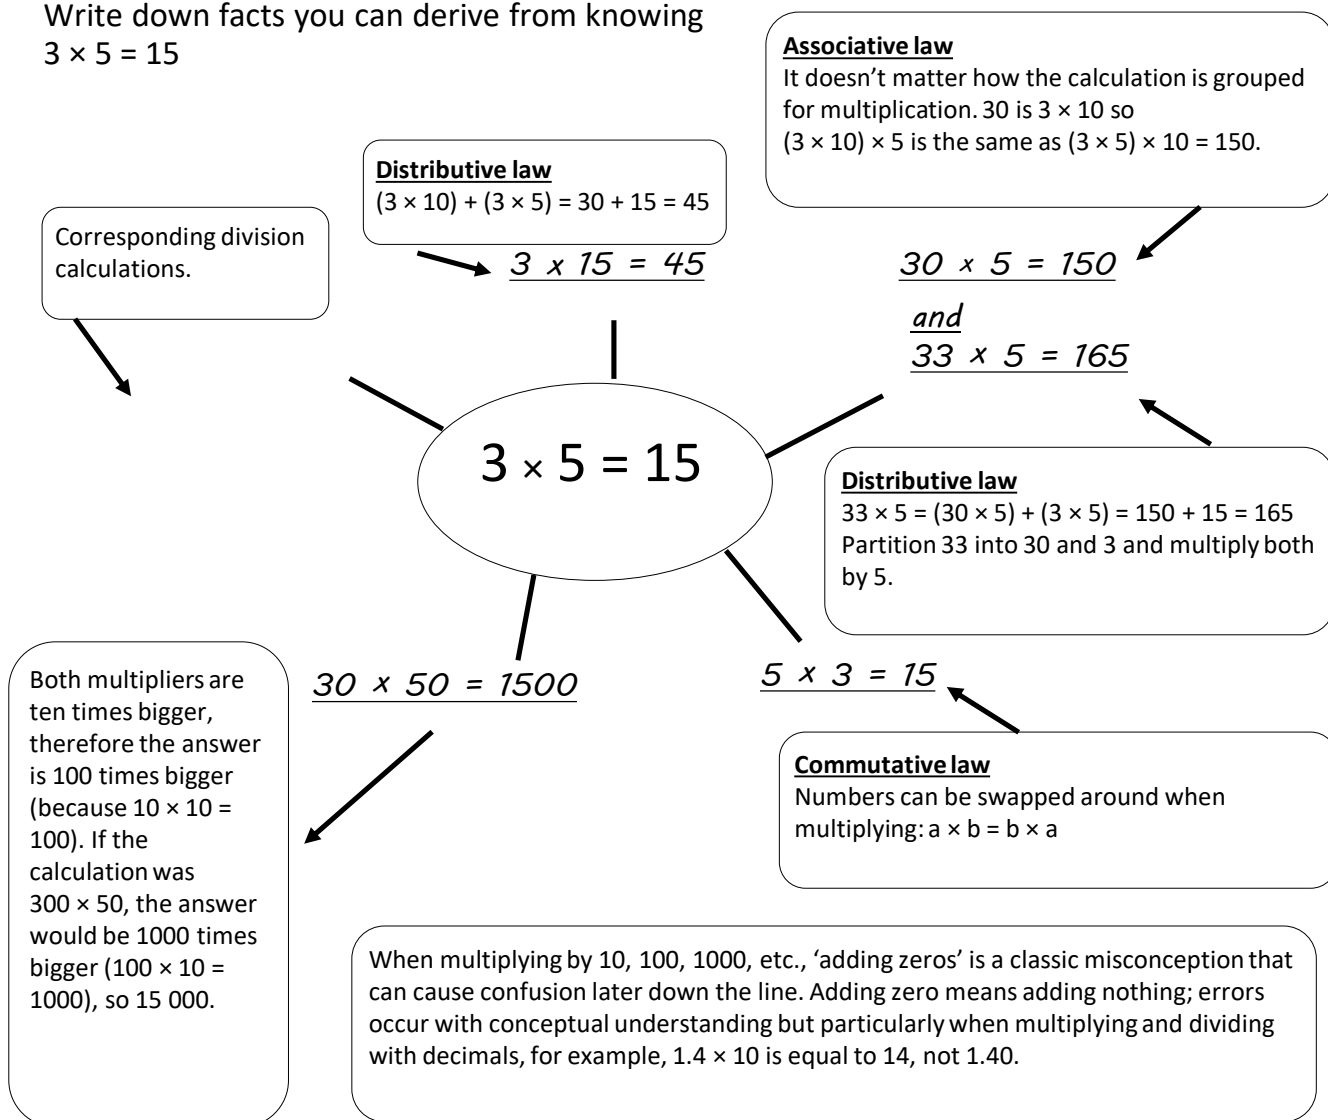 Write down facts you can derive from knowing
3 × 5 = 15
Associative law
It doesn’t matter how the calculation is grouped
for multiplication. 30 is 3 × 10 so
(3 × 10) × 5 is the same as (3 × 5) × 10 = 150.
Distributive law
(3 × 10) + (3 × 5) = 30 + 15 = 45
Corresponding division
calculations.
3 x 15 = 45
30 × 5 = 150
and
33 × 5 = 165
3 × 5 = 15
Distributive law
33 × 5 = (30 × 5) + (3 × 5) = 150 + 15 = 165
Partition 33 into 30 and 3 and multiply both
by 5.
Both multipliers are
ten times bigger,
therefore the answer
is 100 times bigger
(because 10 × 10 =
100). If the
calculation was
300 × 50, the answer
would be 1000 times
bigger (100 × 10 =
1000), so 15 000.
30 × 50 = 1500
5 x 3 = 15
Commutative law
Numbers can be swapped around when
multiplying: a × b = b × a
When multiplying by 10, 100, 1000, etc., ‘adding zeros’ is a classic misconception that
can cause confusion later down the line. Adding zero means adding nothing; errors
occur with conceptual understanding but particularly when multiplying and dividing
with decimals, for example, 1.4 × 10 is equal to 14, not 1.40.